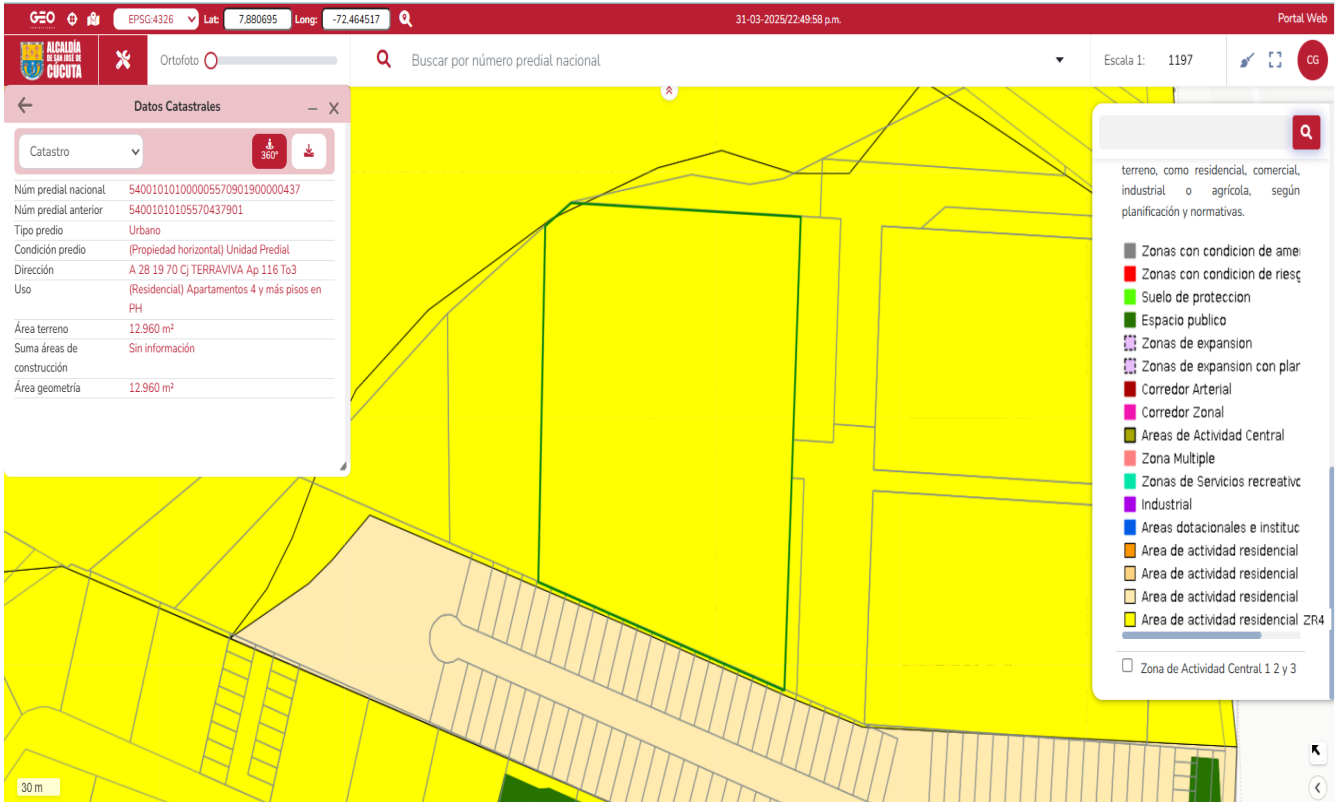 GEO EPSG:4326 Lat: 7,880695 Long: -72,464517 31-03-2025/22:49:58 p.m. Portal Web
ALCALDÍA
DE SAN JOSÉ DE
CÚCUTA
Ortofoto Buscar por número predial nacional Escala 1: 1197 CG
Datos Catastrales – X
Catastro 360°
Núm predial nacional 540010101000005570901900000437
Núm predial anterior 54001010105570437901
Tipo predio Urbano
Condición predio (Propiedad horizontal) Unidad Predial
Dirección A 28 19 70 Cj TERRAVIVA Ap 116 To3
Uso (Residencial) Apartamentos 4 y más pisos en
PH
Área terreno 12.960 m²
Suma áreas de Sin información
construcción
Área geometría 12.960 m²
terreno, como residencial, comercial,
industrial o agrícola, según
planificación y normativas.
Zonas con condicion de ame
Zonas con condicion de riesg
Suelo de proteccion
Espacio publico
Zonas de expansion
Zonas de expansion con plan
Corredor Arterial
Corredor Zonal
Areas de Actividad Central
Zona Multiple
Zonas de Servicios recreativo
Industrial
Areas dotacionales e instituc
Area de actividad residencial
Area de actividad residencial
Area de actividad residencial
Area de actividad residencial ZR4
Zona de Actividad Central 1 2 y 3
30 m